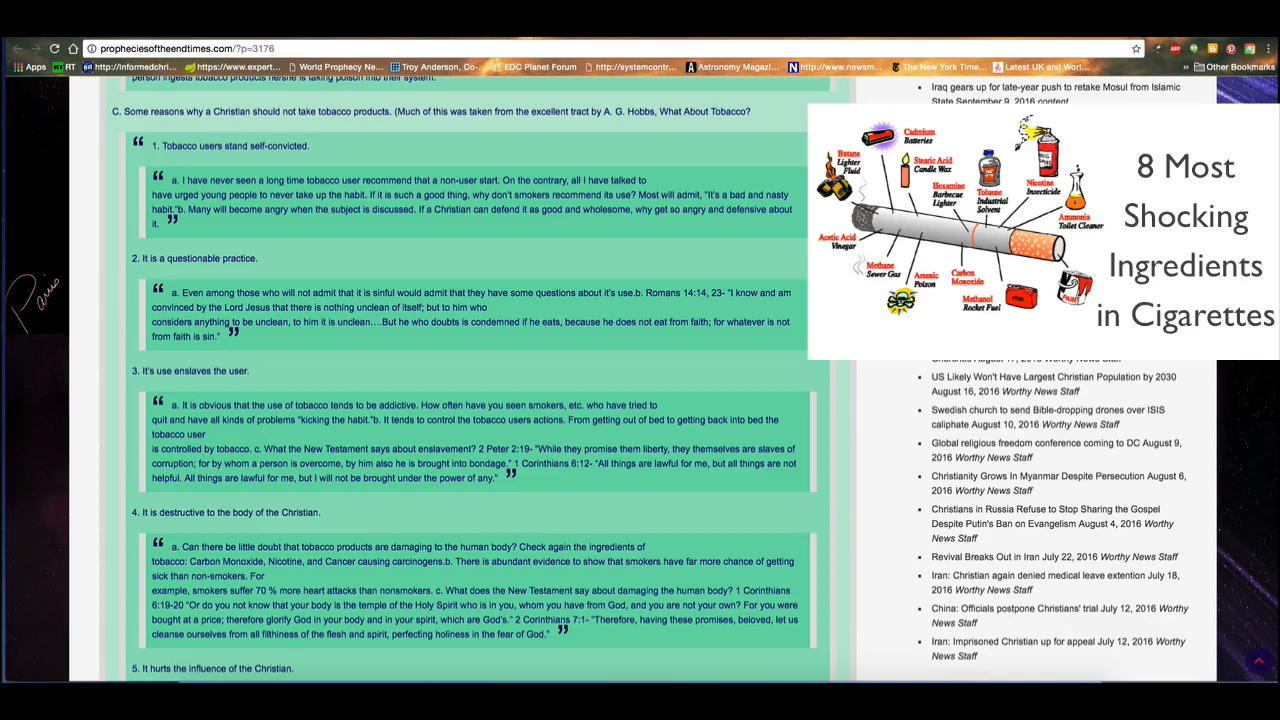 propheciesoftheendtimes.com/?p=3176
Apps RT http://informedchri... https://www.expert... World Prophecy Ne... Troy Anderson, Co-... EDC Planet Forum http://systemcontr... Astronomy Magazi... http://www.newsm... The New York Time... Latest UK and Worl... » Other Bookmarks
person ingests tobacco products he/she is taking poison into their system.
C. Some reasons why a Christian should not take tobacco products. (Much of this was taken from the excellent tract by A. G. Hobbs, What About Tobacco?
1. Tobacco users stand self-convicted.
a. I have never seen a long time tobacco user recommend that a non-user start. On the contrary, all I have talked to
have urged young people to never take up the habit. If it is such a good thing, why don't smokers recommend its use? Most will admit, "It's a bad and nasty
habit."b. Many will become angry when the subject is discussed. If a Christian can defend it as good and wholesome, why get so angry and defensive about
it.
2. It is a questionable practice.
a. Even among those who will not admit that it is sinful would admit that they have some questions about it's use.b. Romans 14:14, 23- "I know and am
convinced by the Lord Jesus that there is nothing unclean of itself; but to him who
considers anything to be unclean, to him it is unclean….But he who doubts is condemned if he eats, because he does not eat from faith; for whatever is not
from faith is sin."
3. It's use enslaves the user.
a. It is obvious that the use of tobacco tends to be addictive. How often have you seen smokers, etc. who have tried to
quit and have all kinds of problems "kicking the habit."b. It tends to control the tobacco users actions. From getting out of bed to getting back into bed the
tobacco user
is controlled by tobacco. c. What the New Testament says about enslavement? 2 Peter 2:19- "While they promise them liberty, they themselves are slaves of
corruption; for by whom a person is overcome, by him also he is brought into bondage." 1 Corinthians 6:12- "All things are lawful for me, but all things are not
helpful. All things are lawful for me, but I will not be brought under the power of any."
4. It is destructive to the body of the Christian.
a. Can there be little doubt that tobacco products are damaging to the human body? Check again the ingredients of
tobacco: Carbon Monoxide, Nicotine, and Cancer causing carcinogens.b. There is abundant evidence to show that smokers have far more chance of getting
sick than non-smokers. For
example, smokers suffer 70 % more heart attacks than nonsmokers. c. What does the New Testament say about damaging the human body? 1 Corinthians
6:19-20 "Or do you not know that your body is the temple of the Holy Spirit who is in you, whom you have from God, and you are not your own? For you were
bought at a price; therefore glorify God in your body and in your spirit, which are God's." 2 Corinthians 7:1- "Therefore, having these promises, beloved, let us
cleanse ourselves from all filthiness of the flesh and spirit, perfecting holiness in the fear of God."
5. It hurts the influence of the Christian.
Iraq gears up for late-year push to retake Mosul from Islamic
State September 9, 2016 content
Cadmium
Batteries
Butane
Lighter
Fluid
Stearic Acid
Candle Wax
Hexamine
Barbecue
Lighter
Toluene
Industrial
Solvent
Nicotine
Insecticide
Ammonia
Toilet Cleaner
Acetic Acid
Vinegar
Methane
Sewer Gas
Arsenic
Poison
Carbon
Monoxide
Methanol
Rocket Fuel
PAINT
8 Most
Shocking
Ingredients
in Cigarettes
Churches August 17, 2016 Worthy News Staff
US Likely Won't Have Largest Christian Population by 2030
August 16, 2016 Worthy News Staff
Swedish church to send Bible-dropping drones over ISIS
caliphate August 10, 2016 Worthy News Staff
Global religious freedom conference coming to DC August 9,
2016 Worthy News Staff
Christianity Grows In Myanmar Despite Persecution August 6,
2016 Worthy News Staff
Christians in Russia Refuse to Stop Sharing the Gospel
Despite Putin's Ban on Evangelism August 4, 2016 Worthy
News Staff
Revival Breaks Out in Iran July 22, 2016 Worthy News Staff
Iran: Christian again denied medical leave extention July 18,
2016 Worthy News Staff
China: Officials postpone Christians' trial July 12, 2016 Worthy
News Staff
Iran: Imprisoned Christian up for appeal July 12, 2016 Worthy
News Staff